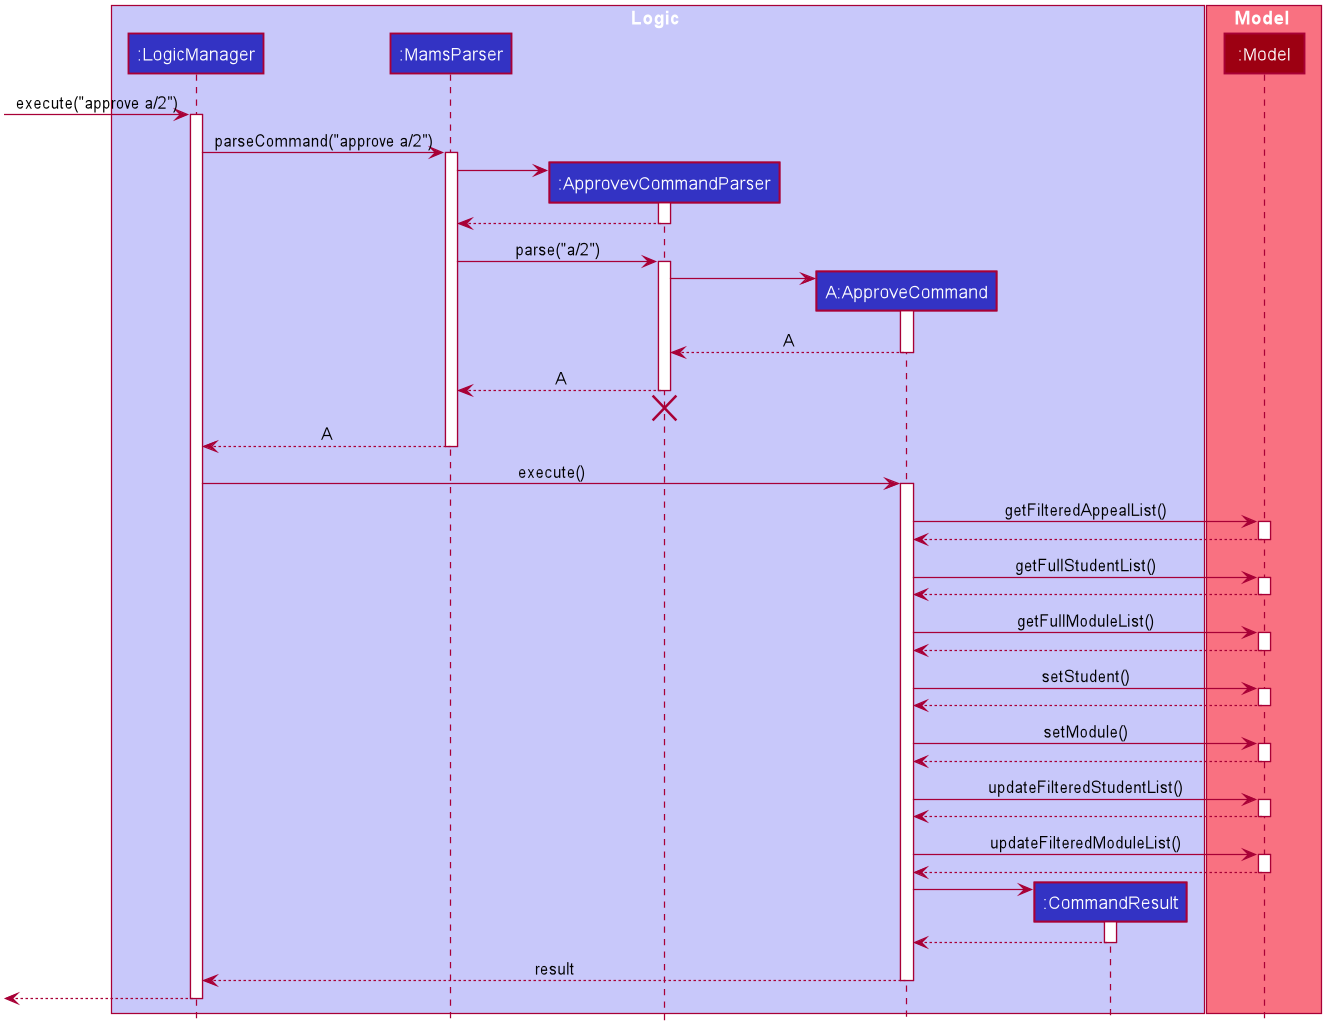 Logic
Model
:LogicManager
:MamsParser
:Model
execute("approve a/2")
parseCommand("approve a/2")
:ApprovevCommandParser
parse("a/2")
A:ApproveCommand
A
A
A
execute()
getFilteredAppealList()
getFullStudentList()
getFullModuleList()
setStudent()
setModule()
updateFilteredStudentList()
updateFilteredModuleList()
:CommandResult
result